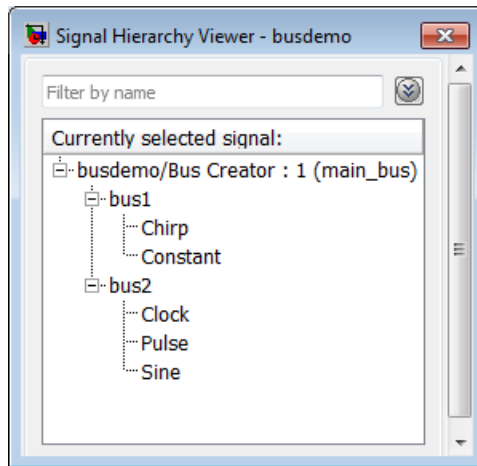 Signal Hierarchy Viewer - busdemo
Filter by name
Currently selected signal:
busdemo/Bus Creator : 1 (main_bus)
bus1
Chirp
Constant
bus2
Clock
Pulse
Sine